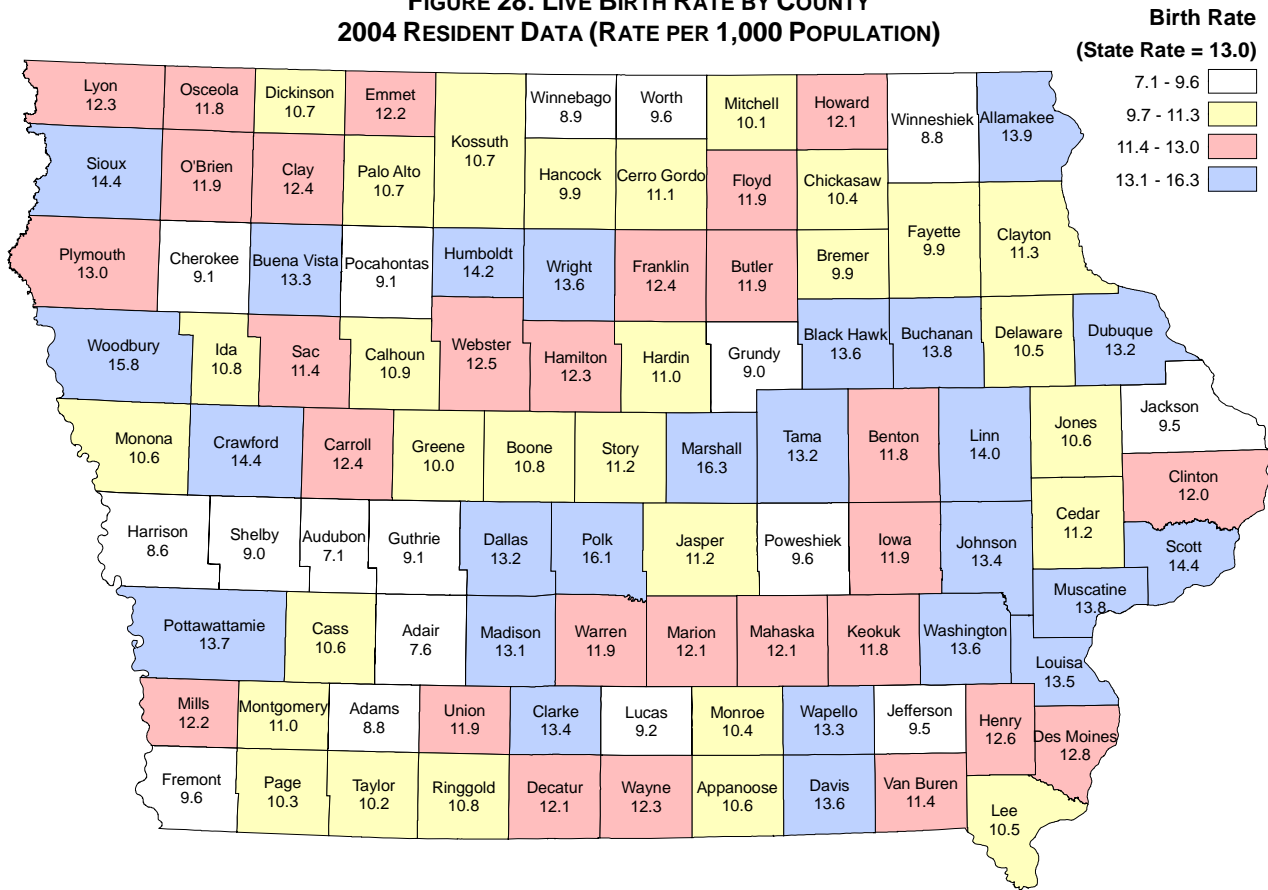 FIGURE 28. LIVE BIRTH RATE BY COUNTY
2004 RESIDENT DATA (RATE PER 1,000 POPULATION)
Birth Rate
(State Rate = 13.0)
7.1 - 9.6
9.7 - 11.3
11.4 - 13.0
13.1 - 16.3
Lyon
12.3
Osceola
11.8
Dickinson
10.7
Emmet
12.2
Kossuth
10.7
Winnebago
8.9
Worth
9.6
Mitchell
10.1
Howard
12.1
Winneshiek
8.8
Allamakee
13.9
Sioux
14.4
O'Brien
11.9
Clay
12.4
Palo Alto
10.7
Hancock
9.9
Cerro Gordo
11.1
Floyd
11.9
Chickasaw
10.4
Fayette
9.9
Clayton
11.3
Plymouth
13.0
Cherokee
9.1
Buena Vista
13.3
Pocahontas
9.1
Humboldt
14.2
Wright
13.6
Franklin
12.4
Butler
11.9
Bremer
9.9
Woodbury
15.8
Ida
10.8
Sac
11.4
Calhoun
10.9
Webster
12.5
Hamilton
12.3
Hardin
11.0
Grundy
9.0
Black Hawk
13.6
Buchanan
13.8
Delaware
10.5
Dubuque
13.2
Monona
10.6
Crawford
14.4
Carroll
12.4
Greene
10.0
Boone
10.8
Story
11.2
Marshall
16.3
Tama
13.2
Benton
11.8
Linn
14.0
Jones
10.6
Jackson
9.5
Clinton
12.0
Harrison
8.6
Shelby
9.0
Audubon
7.1
Guthrie
9.1
Dallas
13.2
Polk
16.1
Jasper
11.2
Poweshiek
9.6
Iowa
11.9
Johnson
13.4
Cedar
11.2
Scott
14.4
Muscatine
13.8
Pottawattamie
13.7
Cass
10.6
Adair
7.6
Madison
13.1
Warren
11.9
Marion
12.1
Mahaska
12.1
Keokuk
11.8
Washington
13.6
Louisa
13.5
Mills
12.2
Montgomery
11.0
Adams
8.8
Union
11.9
Clarke
13.4
Lucas
9.2
Monroe
10.4
Wapello
13.3
Jefferson
9.5
Henry
12.6
Des Moines
12.8
Fremont
9.6
Page
10.3
Taylor
10.2
Ringgold
10.8
Decatur
12.1
Wayne
12.3
Appanoose
10.6
Davis
13.6
Van Buren
11.4
Lee
10.5